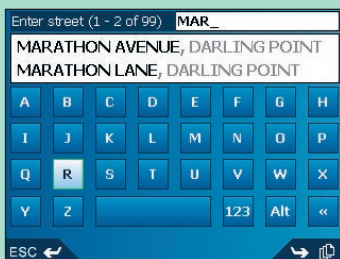 Enter street (1 - 2 of 99) MAR_
MARATHON AVENUE, DARLING POINT
MARATHON LANE, DARLING POINT
A B C D E F G H
I J K L M N O P
Q R S T U V W X
Y Z 123 Alt «
ESC